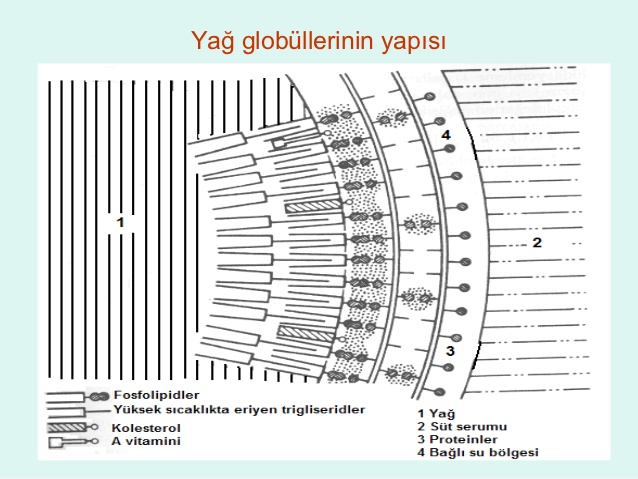 Yağ globüllerinin yapısı
4
1
2
3
Fosfolipidler
Yüksek sıcaklıkta eriyen trigliseridler
Kolesterol
A vitamini
1 Yağ
2 Süt serumu
3 Proteinler
4 Bağlı su bölgesi